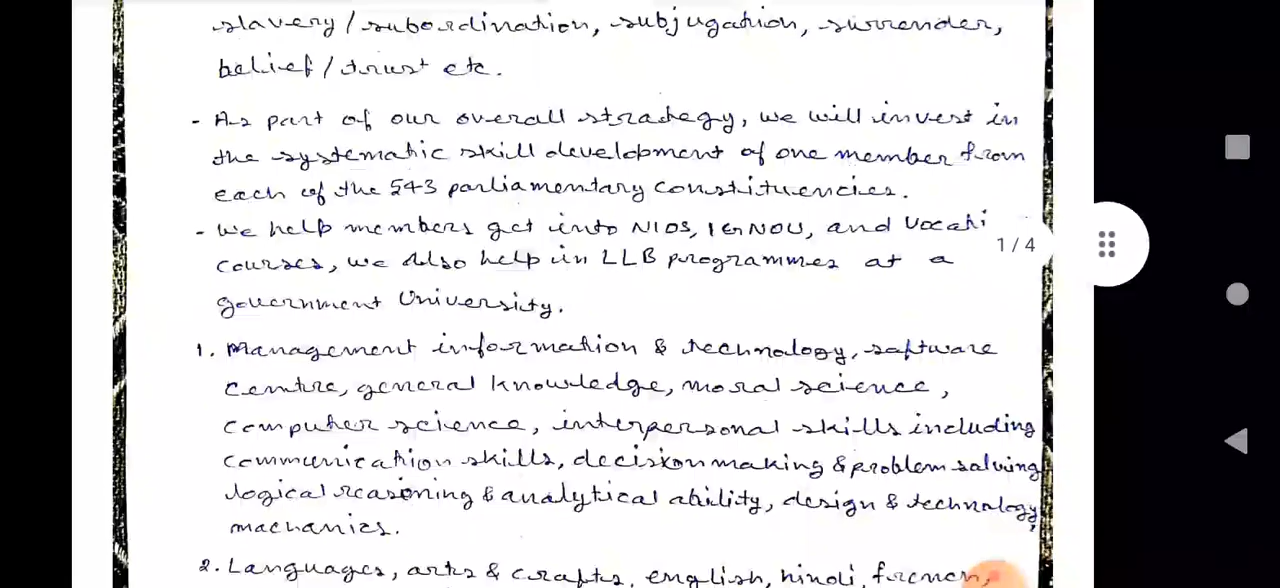 slavery/subordination, subjugation, surrender,
belief/trust etc.
- As part of our overall stradegy, we will invest in
the systematic skill development of one member from
each of the 543 parliamentary constituencies.
- We help members get into NIOS, IGNOU, and Vocati
1/4
courses, we also help in LLB programmes at a
government University.
1. Management information & technology, software
centre, general knowledge, moral science,
computer science, interpersonal skills including
communication skills, decision making & problem solving
logical reasoning & analytical ability, design & technology,
machanics.
2. Languages, arts & crafts, english, hindi, french,